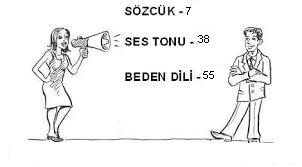 SÖZCÜK - 7
SES TONU - 38
BEDEN DİLİ - 55